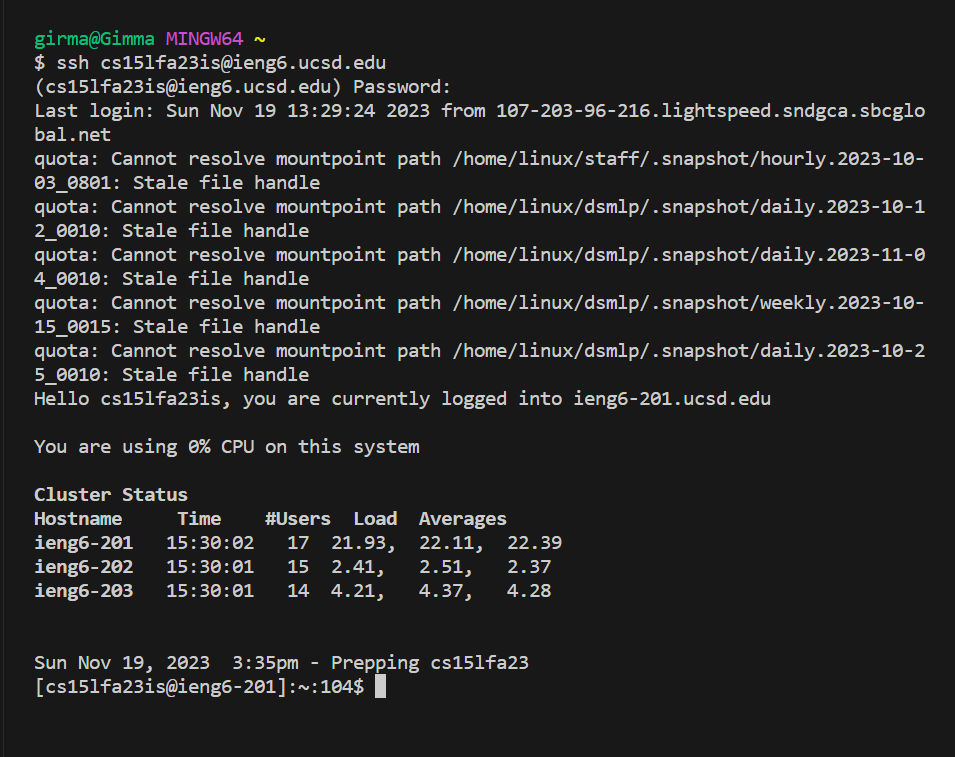 girma@Gimma MINGW64 ~
$ ssh cs15lfa23is@ieng6.ucsd.edu
(cs15lfa23is@ieng6.ucsd.edu) Password:
Last login: Sun Nov 19 13:29:24 2023 from 107-203-96-216.lightspeed.sndgca.sbcglo
bal.net
quota: Cannot resolve mountpoint path /home/linux/staff/.snapshot/hourly.2023-10-
03_0801: Stale file handle
quota: Cannot resolve mountpoint path /home/linux/dsmlp/.snapshot/daily.2023-10-1
2_0010: Stale file handle
quota: Cannot resolve mountpoint path /home/linux/dsmlp/.snapshot/daily.2023-11-0
4_0010: Stale file handle
quota: Cannot resolve mountpoint path /home/linux/dsmlp/.snapshot/weekly.2023-10-
15_0015: Stale file handle
quota: Cannot resolve mountpoint path /home/linux/dsmlp/.snapshot/daily.2023-10-2
5_0010: Stale file handle
Hello cs15lfa23is, you are currently logged into ieng6-201.ucsd.edu
You are using 0% CPU on this system
Cluster Status
Hostname     Time    #Users  Load  Averages
ieng6-201   15:30:02   17  21.93,  22.11,  22.39
ieng6-202   15:30:01   15  2.41,   2.51,   2.37
ieng6-203   15:30:01   14  4.21,   4.37,   4.28
Sun Nov 19, 2023  3:35pm - Prepping cs15lfa23
[cs15lfa23is@ieng6-201]:~:104$